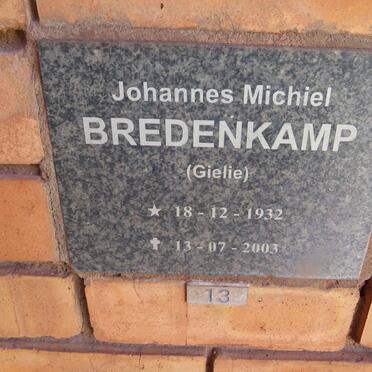 Johannes Michiel
BREDENKAMP
(Gielie)
★ 18 - 12 - 1932
✝ 13 - 07 - 2003
13